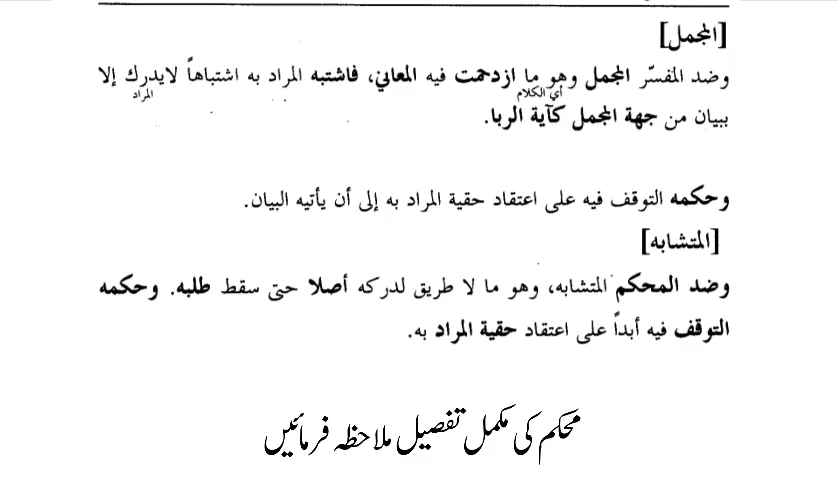 [المجمل]
وضد المفسّر المجمل وهو ما ازدحمت فيه المعاني، فاشتبه المراد به اشتباهاً لايدرك إلا
أي الكلام
المراد
ببيان من جهة المجمل كآية الربا.
وحكمه التوقف فيه على اعتقاد حقية المراد به إلى أن يأتيه البيان.
[المتشابه]
وضد المحكم المتشابه، وهو ما لا طريق لدركه أصلا حتى سقط طلبه. وحكمه
التوقف فيه أبداً على اعتقاد حقية المراد به.
محکم کی مکمل تفصیل ملاحظہ فرمائیں